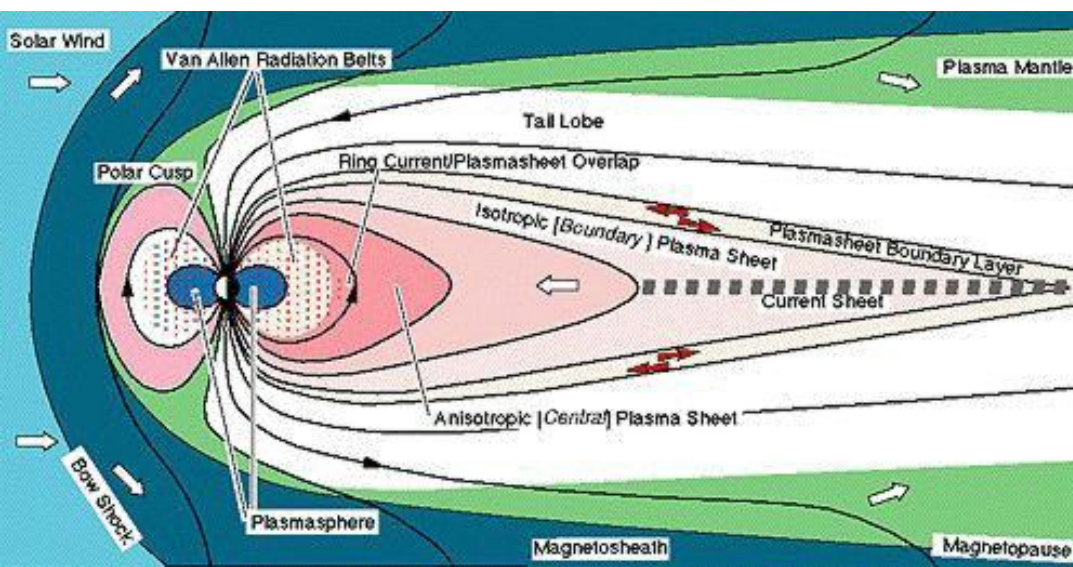 Solar Wind
Van Allen Radiation Belts
Plasma Mantle
Tail Lobe
Ring Current/Plasmasheet Overlap
Polar Cusp
Isotropic [Boundary] Plasma Sheet
Plasmasheet Boundary Layer
Current Sheet
Anisotropic [Central] Plasma Sheet
Bow Shock
Plasmasphere
Magnetosheath
Magnetopause